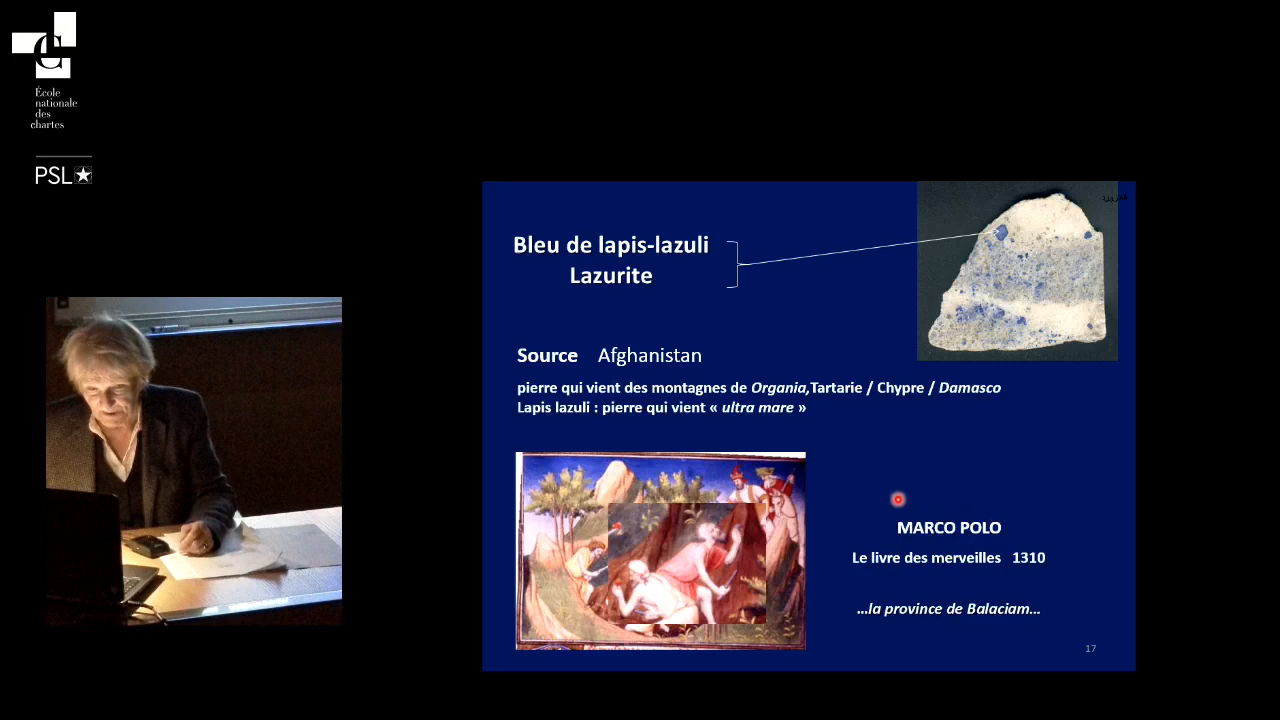 École
nationale
des
chartes
PSL
Bleu de lapis-lazuli
Lazurite
Source Afghanistan
pierre qui vient des montagnes de Organia,Tartarie / Chypre / Damasco
Lapis lazuli : pierre qui vient « ultra mare »
MARCO POLO
Le livre des merveilles 1310
...la province de Balaciam...
17